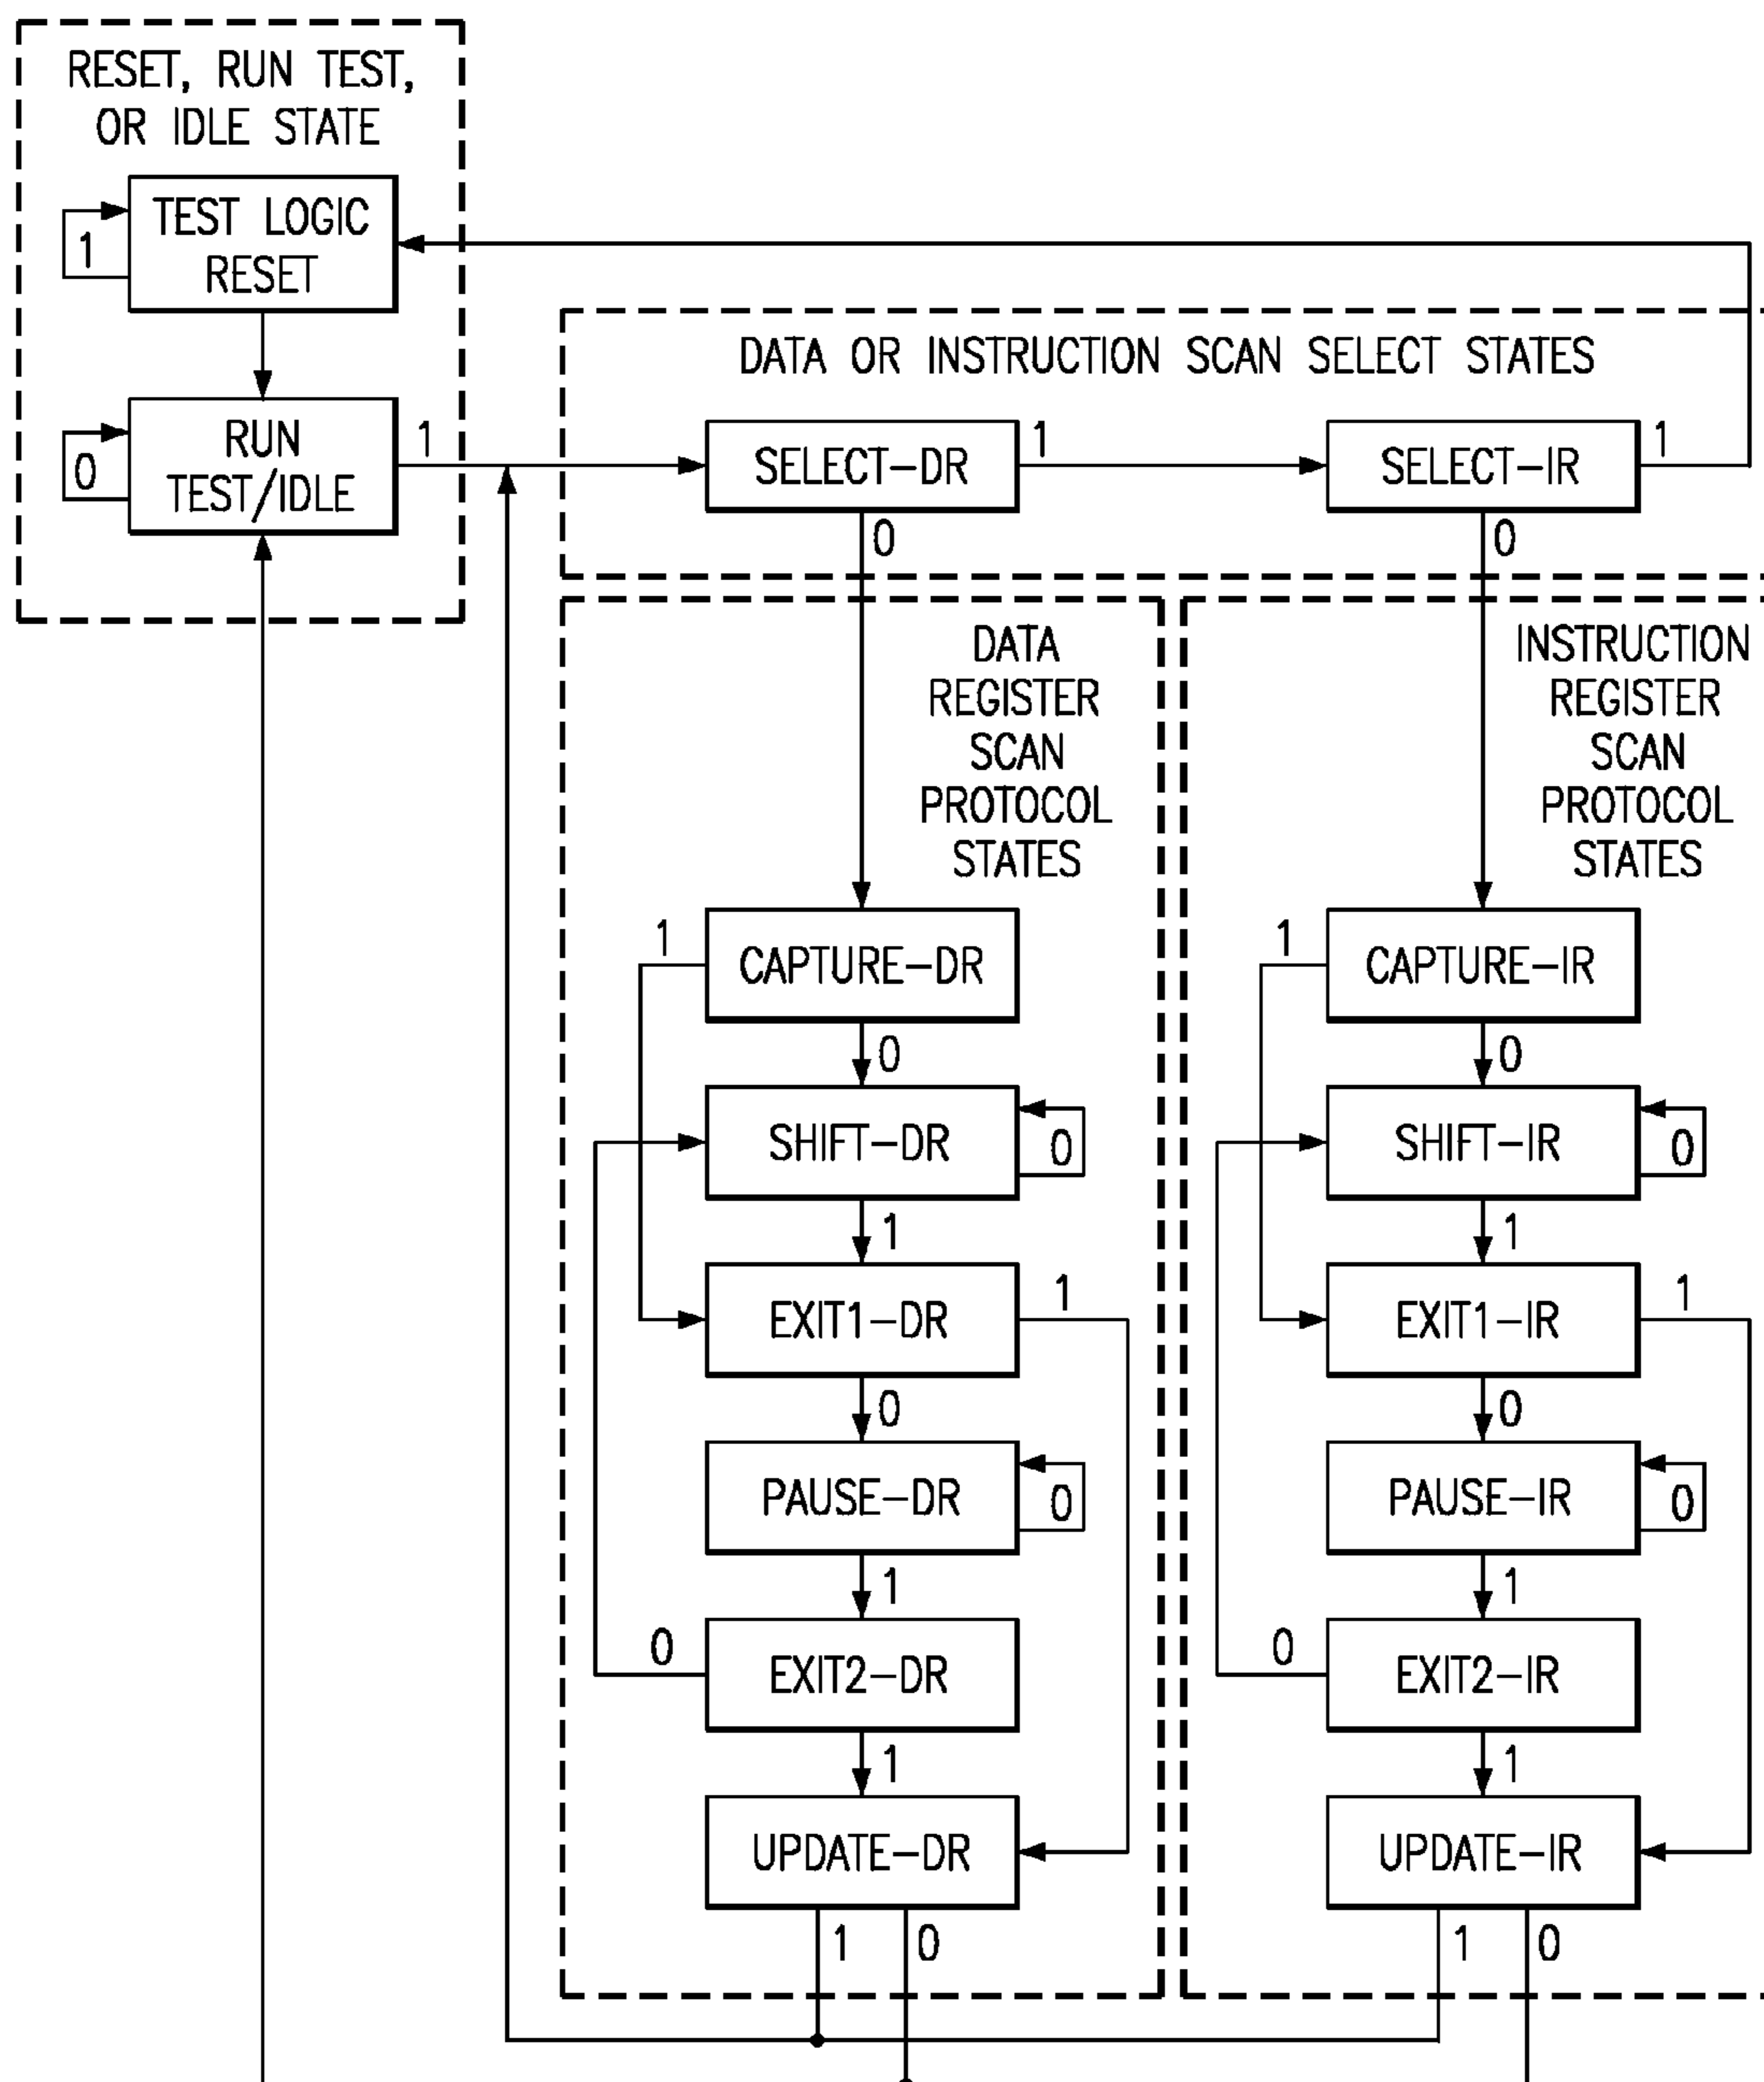 RESET, RUN TEST,
OR IDLE STATE
TEST LOGIC
RESET
1
RUN
TEST/IDLE
0
1
DATA OR INSTRUCTION SCAN SELECT STATES
SELECT-DR
1
SELECT-IR
1
0
0
DATA
REGISTER
SCAN
PROTOCOL
STATES
1
CAPTURE-DR
0
SHIFT-DR
0
1
EXIT1-DR
1
0
PAUSE-DR
0
1
0
EXIT2-DR
1
UPDATE-DR
1
0
INSTRUCTION
REGISTER
SCAN
PROTOCOL
STATES
1
CAPTURE-IR
0
SHIFT-IR
0
1
EXIT1-IR
1
0
PAUSE-IR
0
1
0
EXIT2-IR
1
UPDATE-IR
1
0